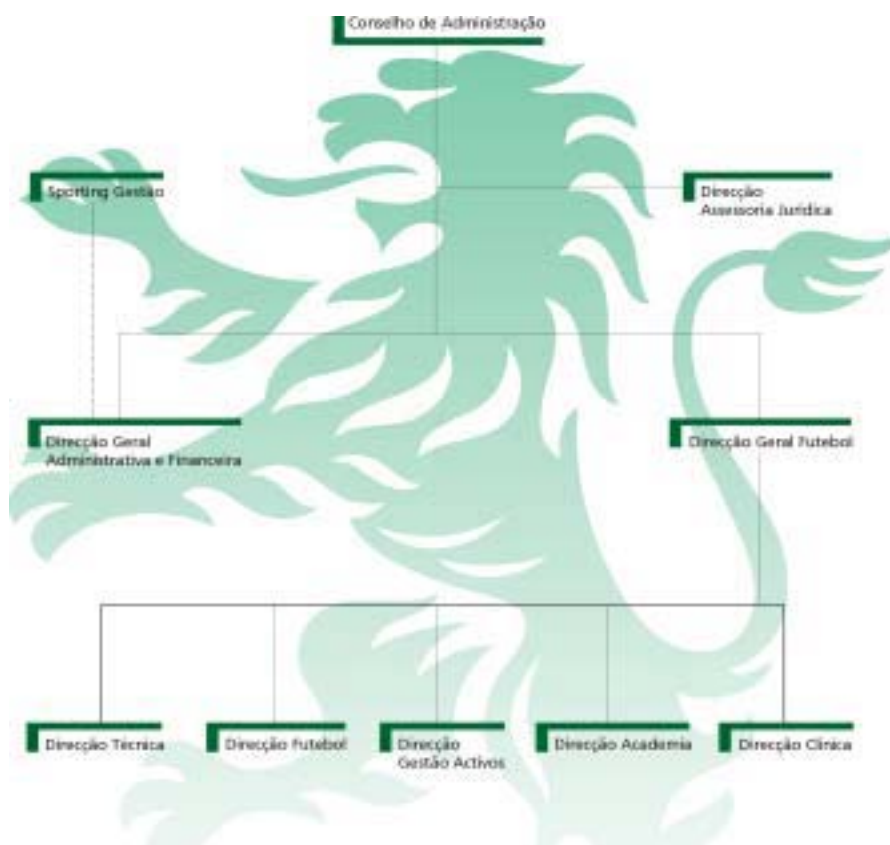 Conselho de Administração
Sporting Gestão
Direcção
Assessoria Jurídica
Direcção Geral
Administrativa e Financeira
Direcção Geral Futebol
Direcção Técnica
Direcção Futebol
Direcção
Gestão Activos
Direcção Academia
Direcção Clínica